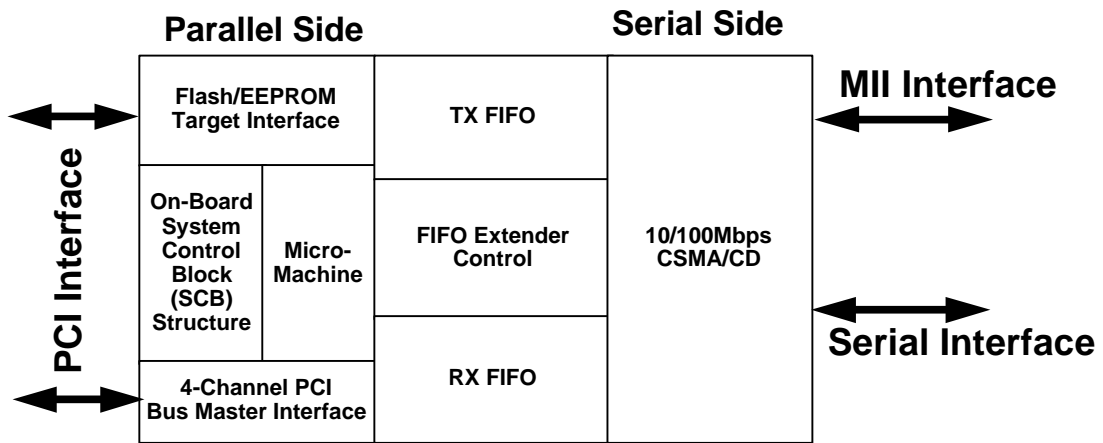 Parallel Side
Serial Side
PCI Interface
Flash/EEPROM
Target Interface
On-Board
System
Control
Block
(SCB)
Structure
Micro-
Machine
4-Channel PCI
Bus Master Interface
TX FIFO
FIFO Extender
Control
RX FIFO
10/100Mbps
CSMA/CD
MII Interface
Serial Interface